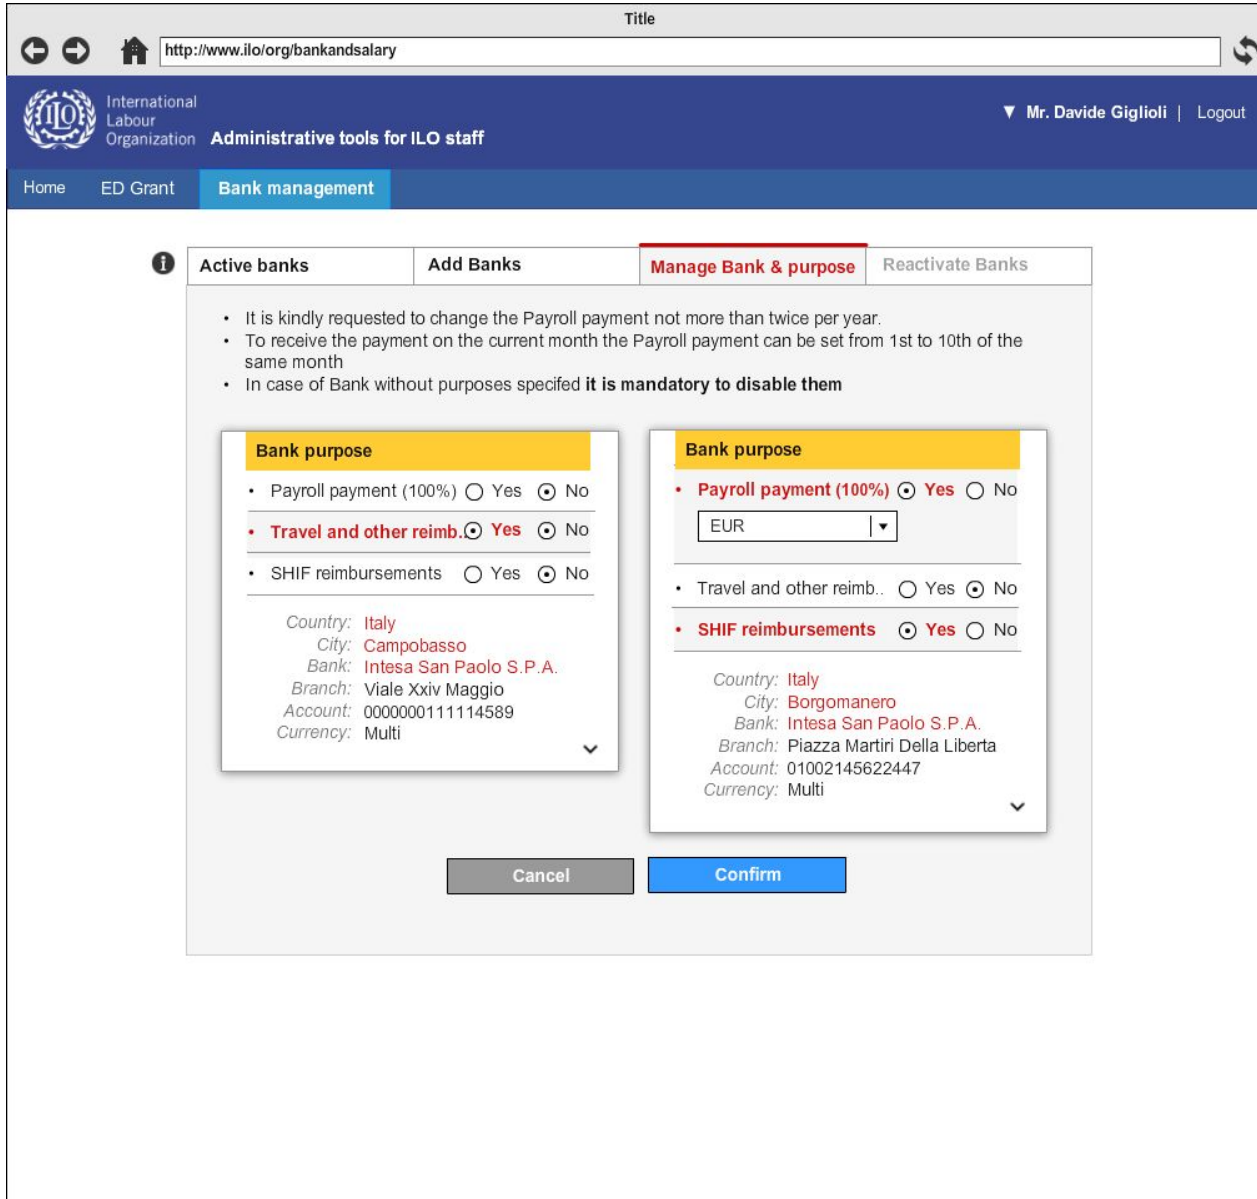 Title
http://www.ilo/org/bankandsalary
International
Labour
Organization
Administrative tools for ILO staff
▼ Mr. Davide Giglioli | Logout
Home ED Grant Bank management
Active banks Add Banks Manage Bank & purpose Reactivate Banks
• It is kindly requested to change the Payroll payment not more than twice per year.
• To receive the payment on the current month the Payroll payment can be set from 1st to 10th of the
same month
• In case of Bank without purposes specifed it is mandatory to disable them
Bank purpose
• Payroll payment (100%) Yes No
• Travel and other reimb.. Yes No
• SHIF reimbursements Yes No
Country: Italy
City: Campobasso
Bank: Intesa San Paolo S.P.A.
Branch: Viale Xxiv Maggio
Account: 0000000111114589
Currency: Multi
Bank purpose
• Payroll payment (100%) Yes No
EUR
• Travel and other reimb.. Yes No
• SHIF reimbursements Yes No
Country: Italy
City: Borgomanero
Bank: Intesa San Paolo S.P.A.
Branch: Piazza Martiri Della Liberta
Account: 01002145622447
Currency: Multi
Cancel Confirm